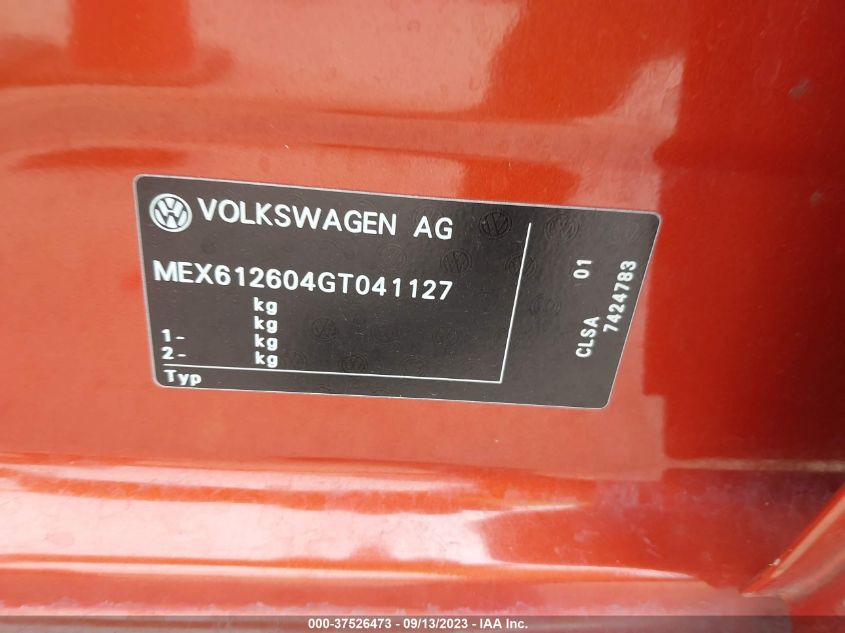 VOLKSWAGEN AG
MEX612604GT041127
kg
kg
1- kg
2- kg
Typ
CLSA 01
7424783
000-37526473 - 09/13/2023 - IAA Inc.